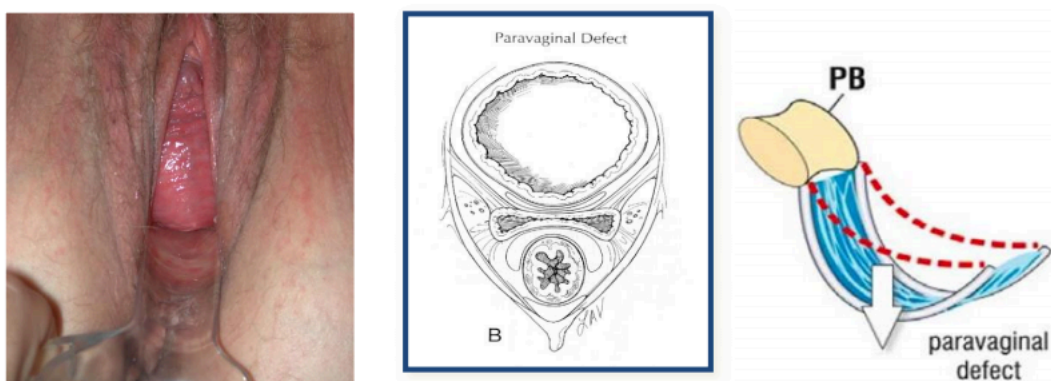 Paravaginal Defect
B
LAV
PB
paravaginal
defect